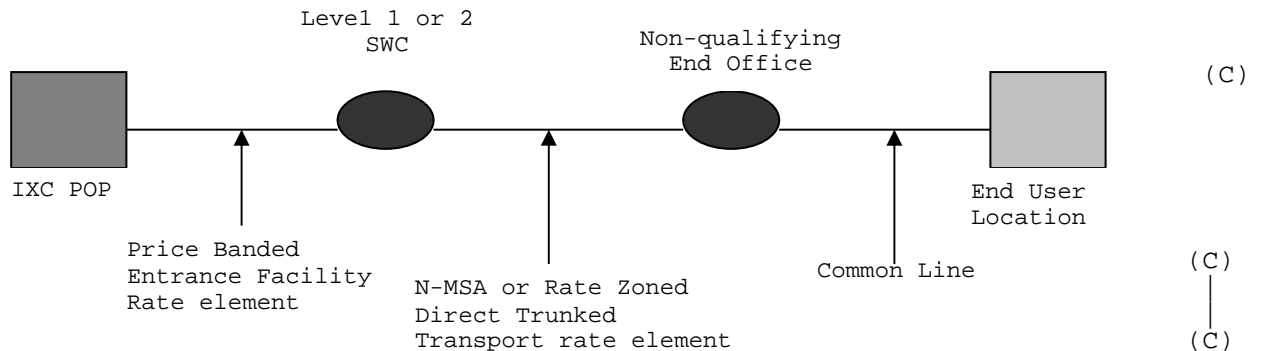 Level 1 or 2
SWC
Non-qualifying
End Office
(C)
IXC POP
End User
Location
Price Banded
Entrance Facility
Rate element
N-MSA or Rate Zoned
Direct Trunked
Transport rate element
Common Line
(C)
(C)